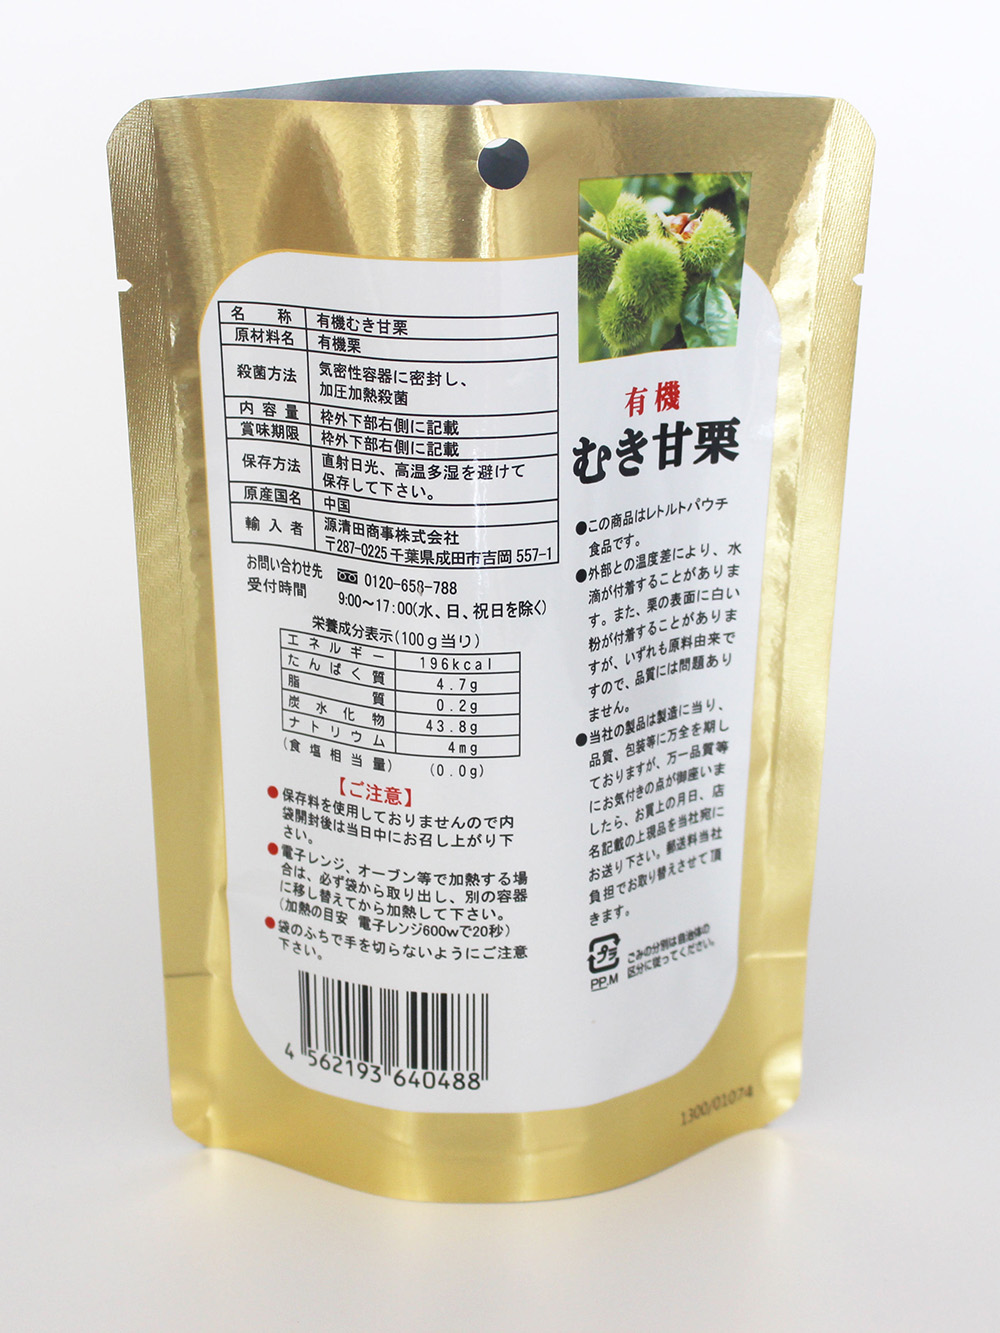 名称 有機むき甘栗
原材料名 有機栗
殺菌方法 気密性容器に密封し、
加圧加熱殺菌
内容量 枠外下部右側に記載
賞味期限 枠外下部右側に記載
保存方法 直射日光、高温多湿を避けて
保存して下さい。
原産国名 中国
輸入者 源清田商事株式会社
〒287-0225 千葉県成田市吉岡 557-1
お問い合わせ先 0120-658-788
受付時間 9:00〜17:00(水、日、祝日を除く)
栄養成分表示(100g当り)
エネルギー 196kcal
たんぱく質 4.7g
脂質 0.2g
炭水化物 43.8g
ナトリウム 4mg
(食塩相当量) (0.0g)
【ご注意】
●保存料を使用しておりませんので内
袋開封後は当日中にお召し上がり下
さい。
●電子レンジ、オーブン等で加熱する場
合は、必ず袋から取り出し、別の容器
に移し替えてから加熱して下さい。
(加熱の目安 電子レンジ600wで20秒)
●袋のふちで手を切らないようにご注意
下さい。
4 562193 640488
有機
むき甘栗
●この商品はレトルトパウチ
食品です。
●外部との温度差により、水
滴が付着することがありま
す。また、栗の表面に白い
粉が付着することがありま
すが、いずれも原料由来で
すので、品質には問題あり
ません。
●当社の製品は製造に当り、
品質、包装等に万全を期し
ておりますが、万一品質等
にお気付きの点が御座いま
したら、お買上の月日、店
名記載の上現品を当社宛に
お送り下さい。郵送料当社
負担でお取り替えさせて頂
きます。
プラ
PP,M
ごみの分別は自治体の
区分に従ってください。
1300/01074